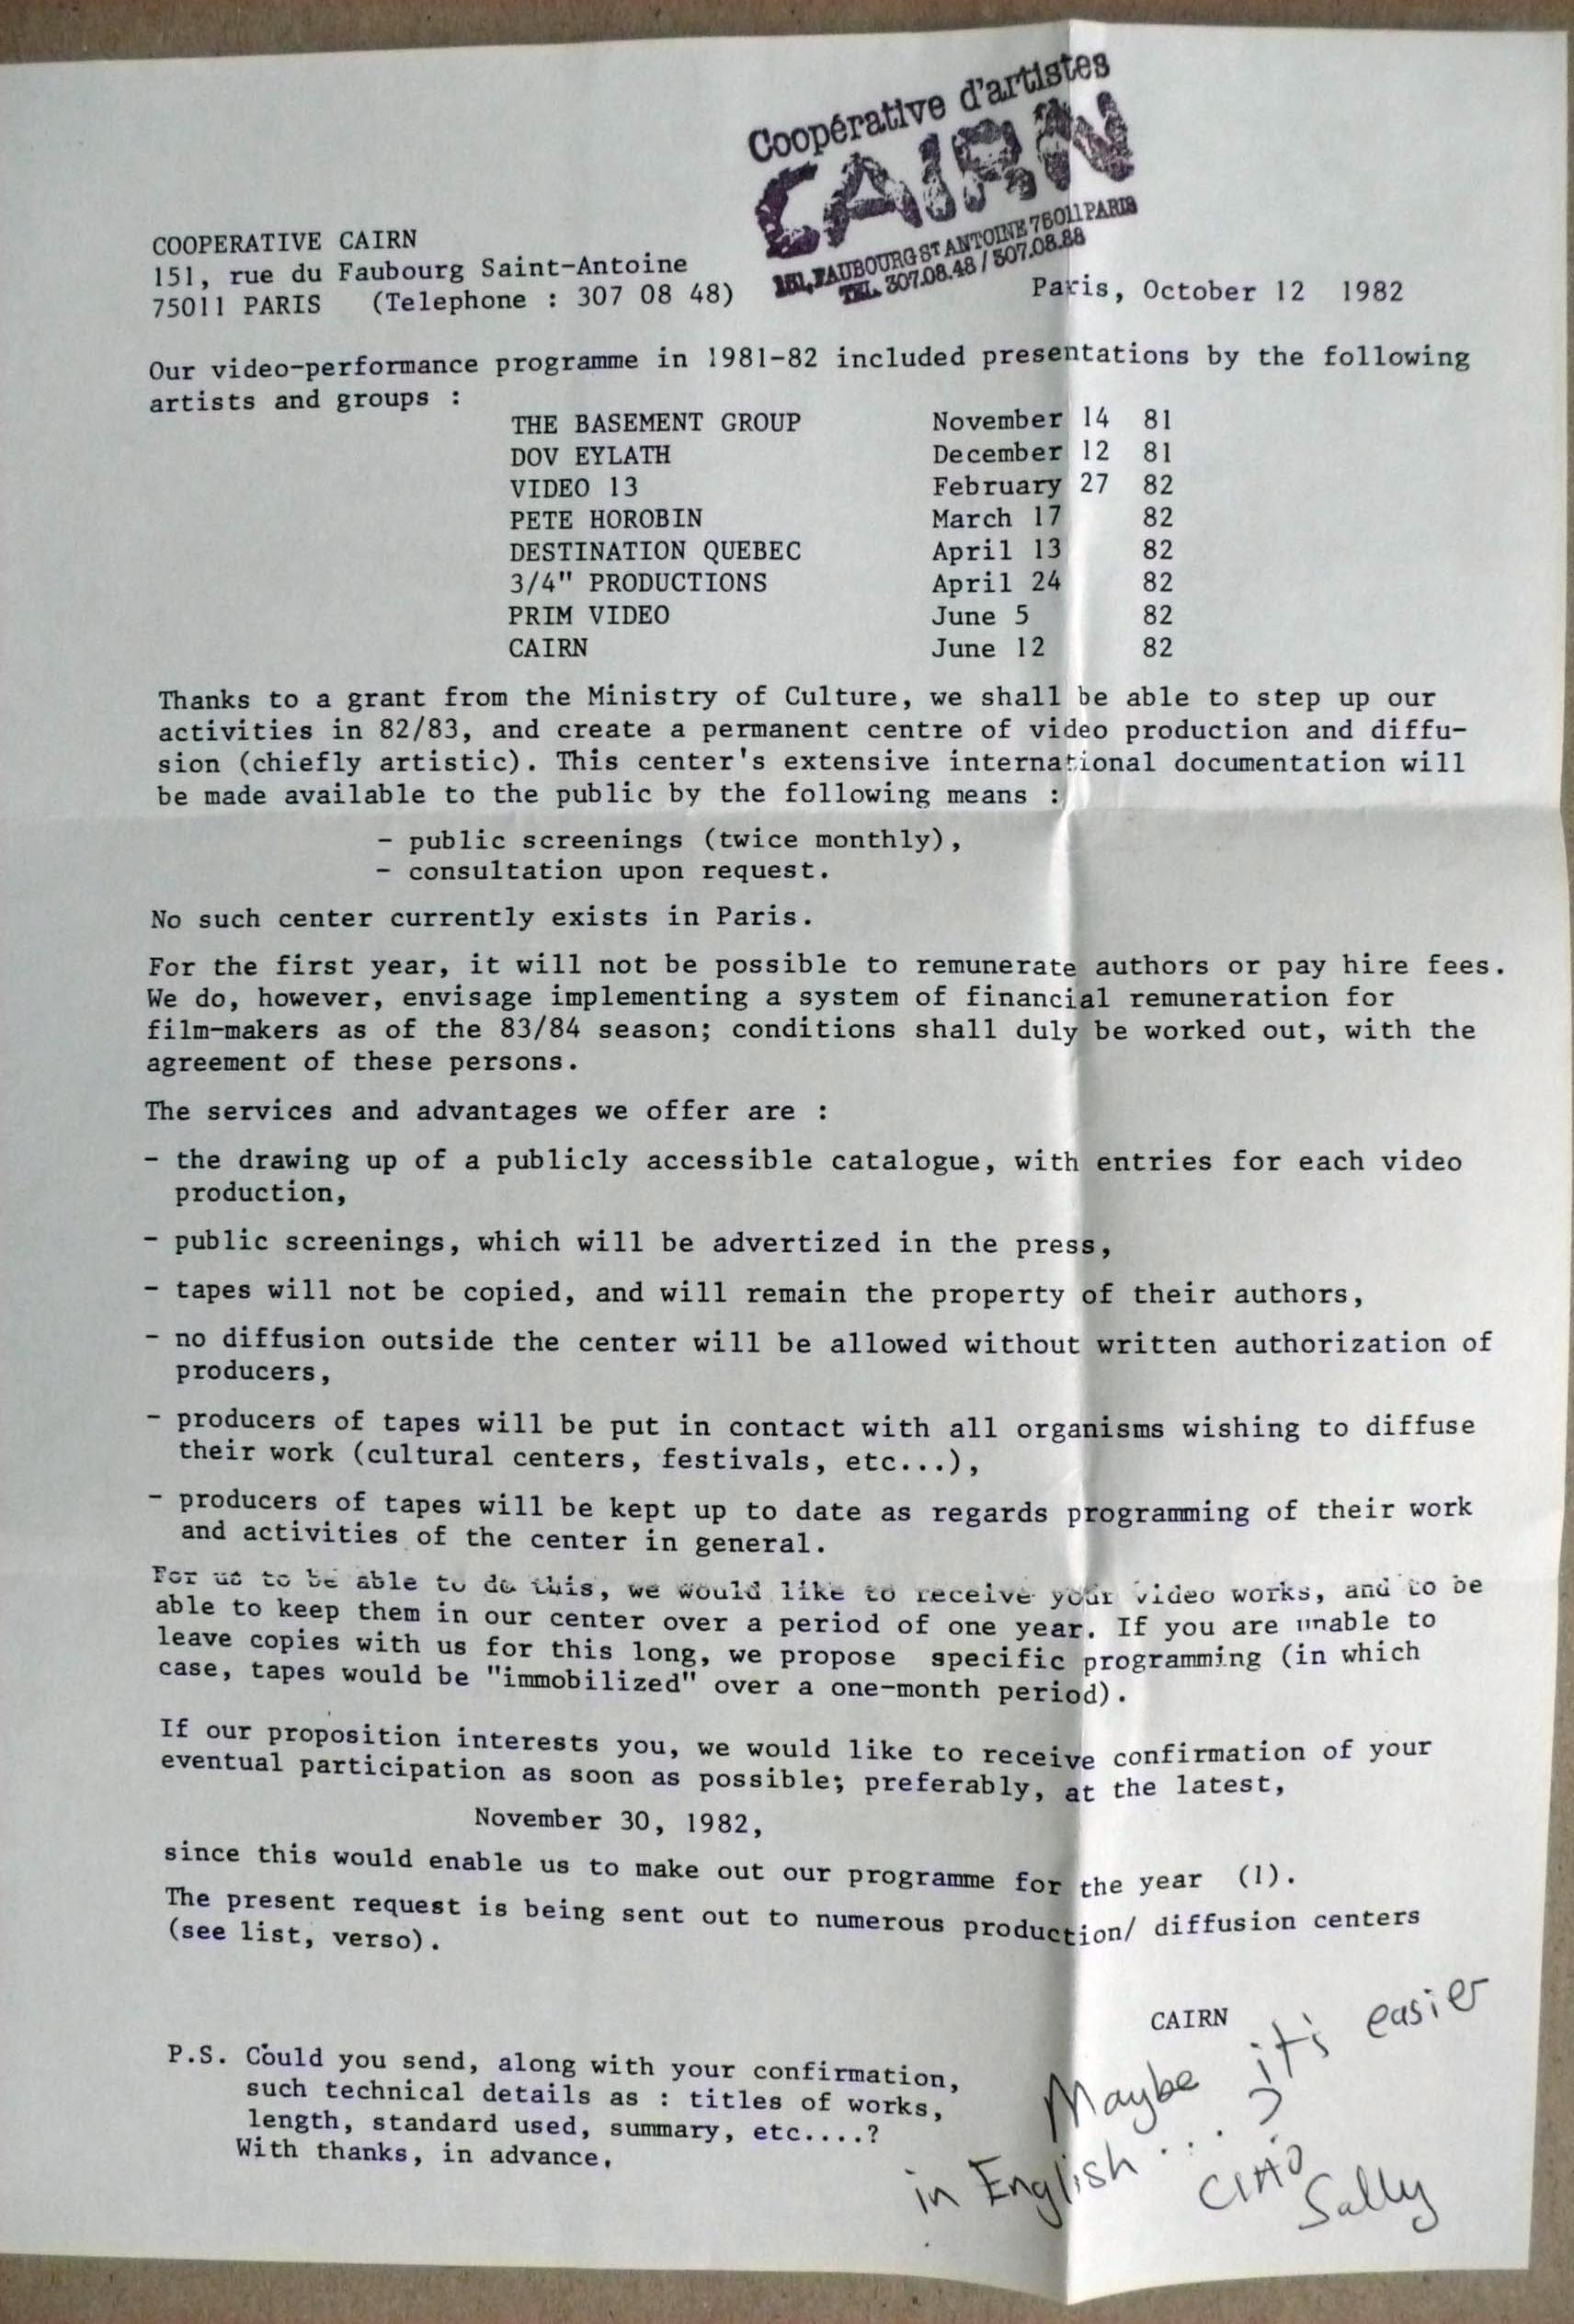 Coopérative d'artistes
CAIRN
151, FAUBOURG ST ANTOINE 75011 PARIS
TEL. 307.08.48 / 307.08.88
COOPERATIVE CAIRN
151, rue du Faubourg Saint-Antoine
75011 PARIS (Telephone : 307 08 48)
Paris, October 12 1982
Our video-performance programme in 1981-82 included presentations by the following
artists and groups :
THE BASEMENT GROUP November 14 81
DOV EYLATH December 12 81
VIDEO 13 February 27 82
PETE HOROBIN March 17 82
DESTINATION QUEBEC April 13 82
3/4" PRODUCTIONS April 24 82
PRIM VIDEO June 5 82
CAIRN June 12 82
Thanks to a grant from the Ministry of Culture, we shall be able to step up our
activities in 82/83, and create a permanent centre of video production and diffu-
sion (chiefly artistic). This center's extensive international documentation will
be made available to the public by the following means :
- public screenings (twice monthly),
- consultation upon request.
No such center currently exists in Paris.
For the first year, it will not be possible to remunerate authors or pay hire fees.
We do, however, envisage implementing a system of financial remuneration for
film-makers as of the 83/84 season; conditions shall duly be worked out, with the
agreement of these persons.
The services and advantages we offer are :
- the drawing up of a publicly accessible catalogue, with entries for each video
production,
- public screenings, which will be advertized in the press,
- tapes will not be copied, and will remain the property of their authors,
- no diffusion outside the center will be allowed without written authorization of
producers,
- producers of tapes will be put in contact with all organisms wishing to diffuse
their work (cultural centers, festivals, etc...),
- producers of tapes will be kept up to date as regards programming of their work
and activities of the center in general.
For us to be able to do this, we would like to receive your video works, and to be
able to keep them in our center over a period of one year. If you are unable to
leave copies with us for this long, we propose specific programming (in which
case, tapes would be "immobilized" over a one-month period).
If our proposition interests you, we would like to receive confirmation of your
eventual participation as soon as possible; preferably, at the latest,
November 30, 1982,
since this would enable us to make out our programme for the year (1).
The present request is being sent out to numerous production/ diffusion centers
(see list, verso).
CAIRN
P.S. Could you send, along with your confirmation,
such technical details as : titles of works,
length, standard used, summary, etc....?
With thanks, in advance.
Maybe it's easier
in English...
CIAO
Sally